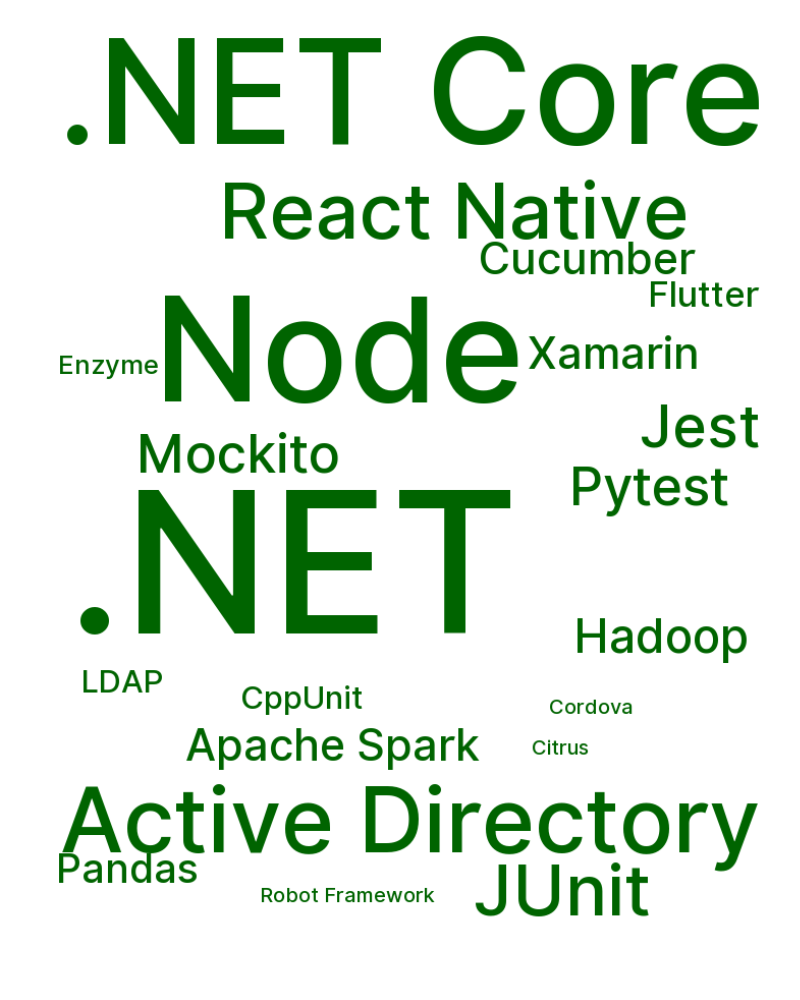 .NET Core
React Native
Cucumber
Flutter
Node
Xamarin
Enzyme
Jest
Mockito
Pytest
.NET
Hadoop
LDAP
CppUnit
Cordova
Apache Spark
Citrus
Active Directory
Pandas
JUnit
Robot Framework